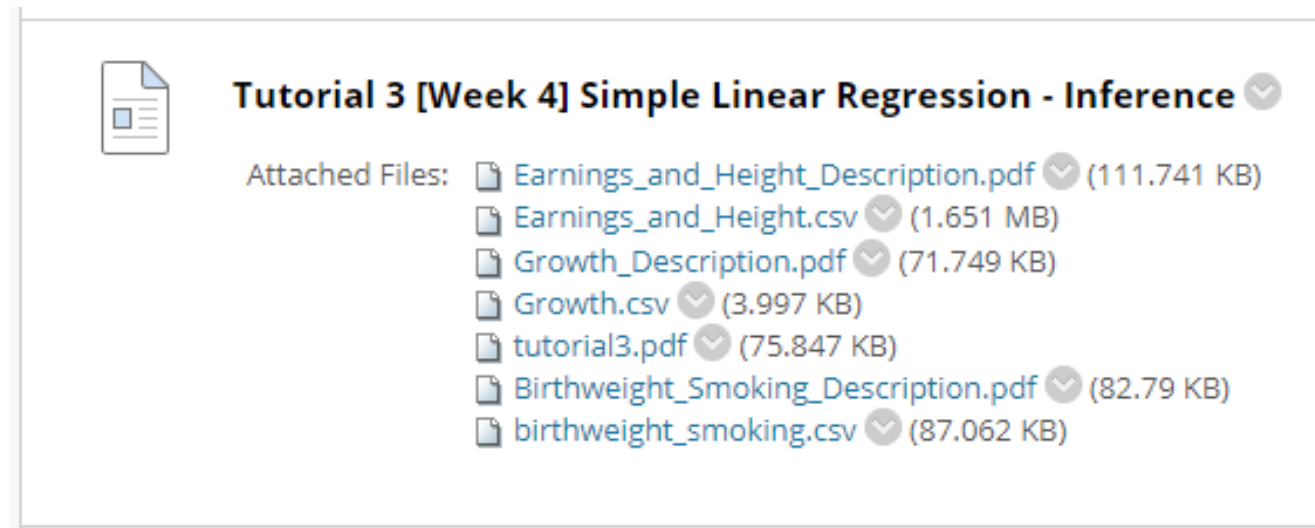 Tutorial 3 [Week 4] Simple Linear Regression - Inference
Attached Files: Earnings_and_Height_Description.pdf (111.741 KB)
Earnings_and_Height.csv (1.651 MB)
Growth_Description.pdf (71.749 KB)
Growth.csv (3.997 KB)
tutorial3.pdf (75.847 KB)
Birthweight_Smoking_Description.pdf (82.79 KB)
birthweight_smoking.csv (87.062 KB)